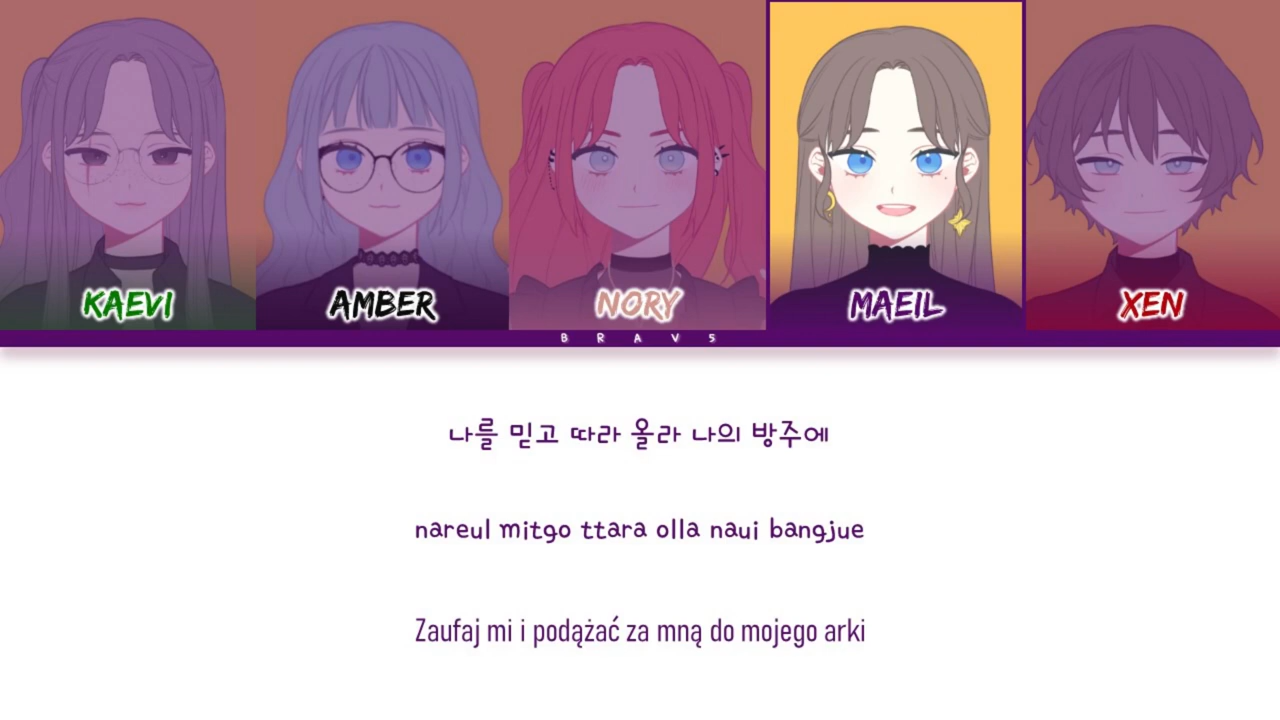 KAEVI AMBER NORY MAEIL XEN
B R A V 5
나를 믿고 따라 올라 나의 방주에
nareul mitgo ttara olla naui bangjue
Zaufaj mi i podążać za mną do mojego arki